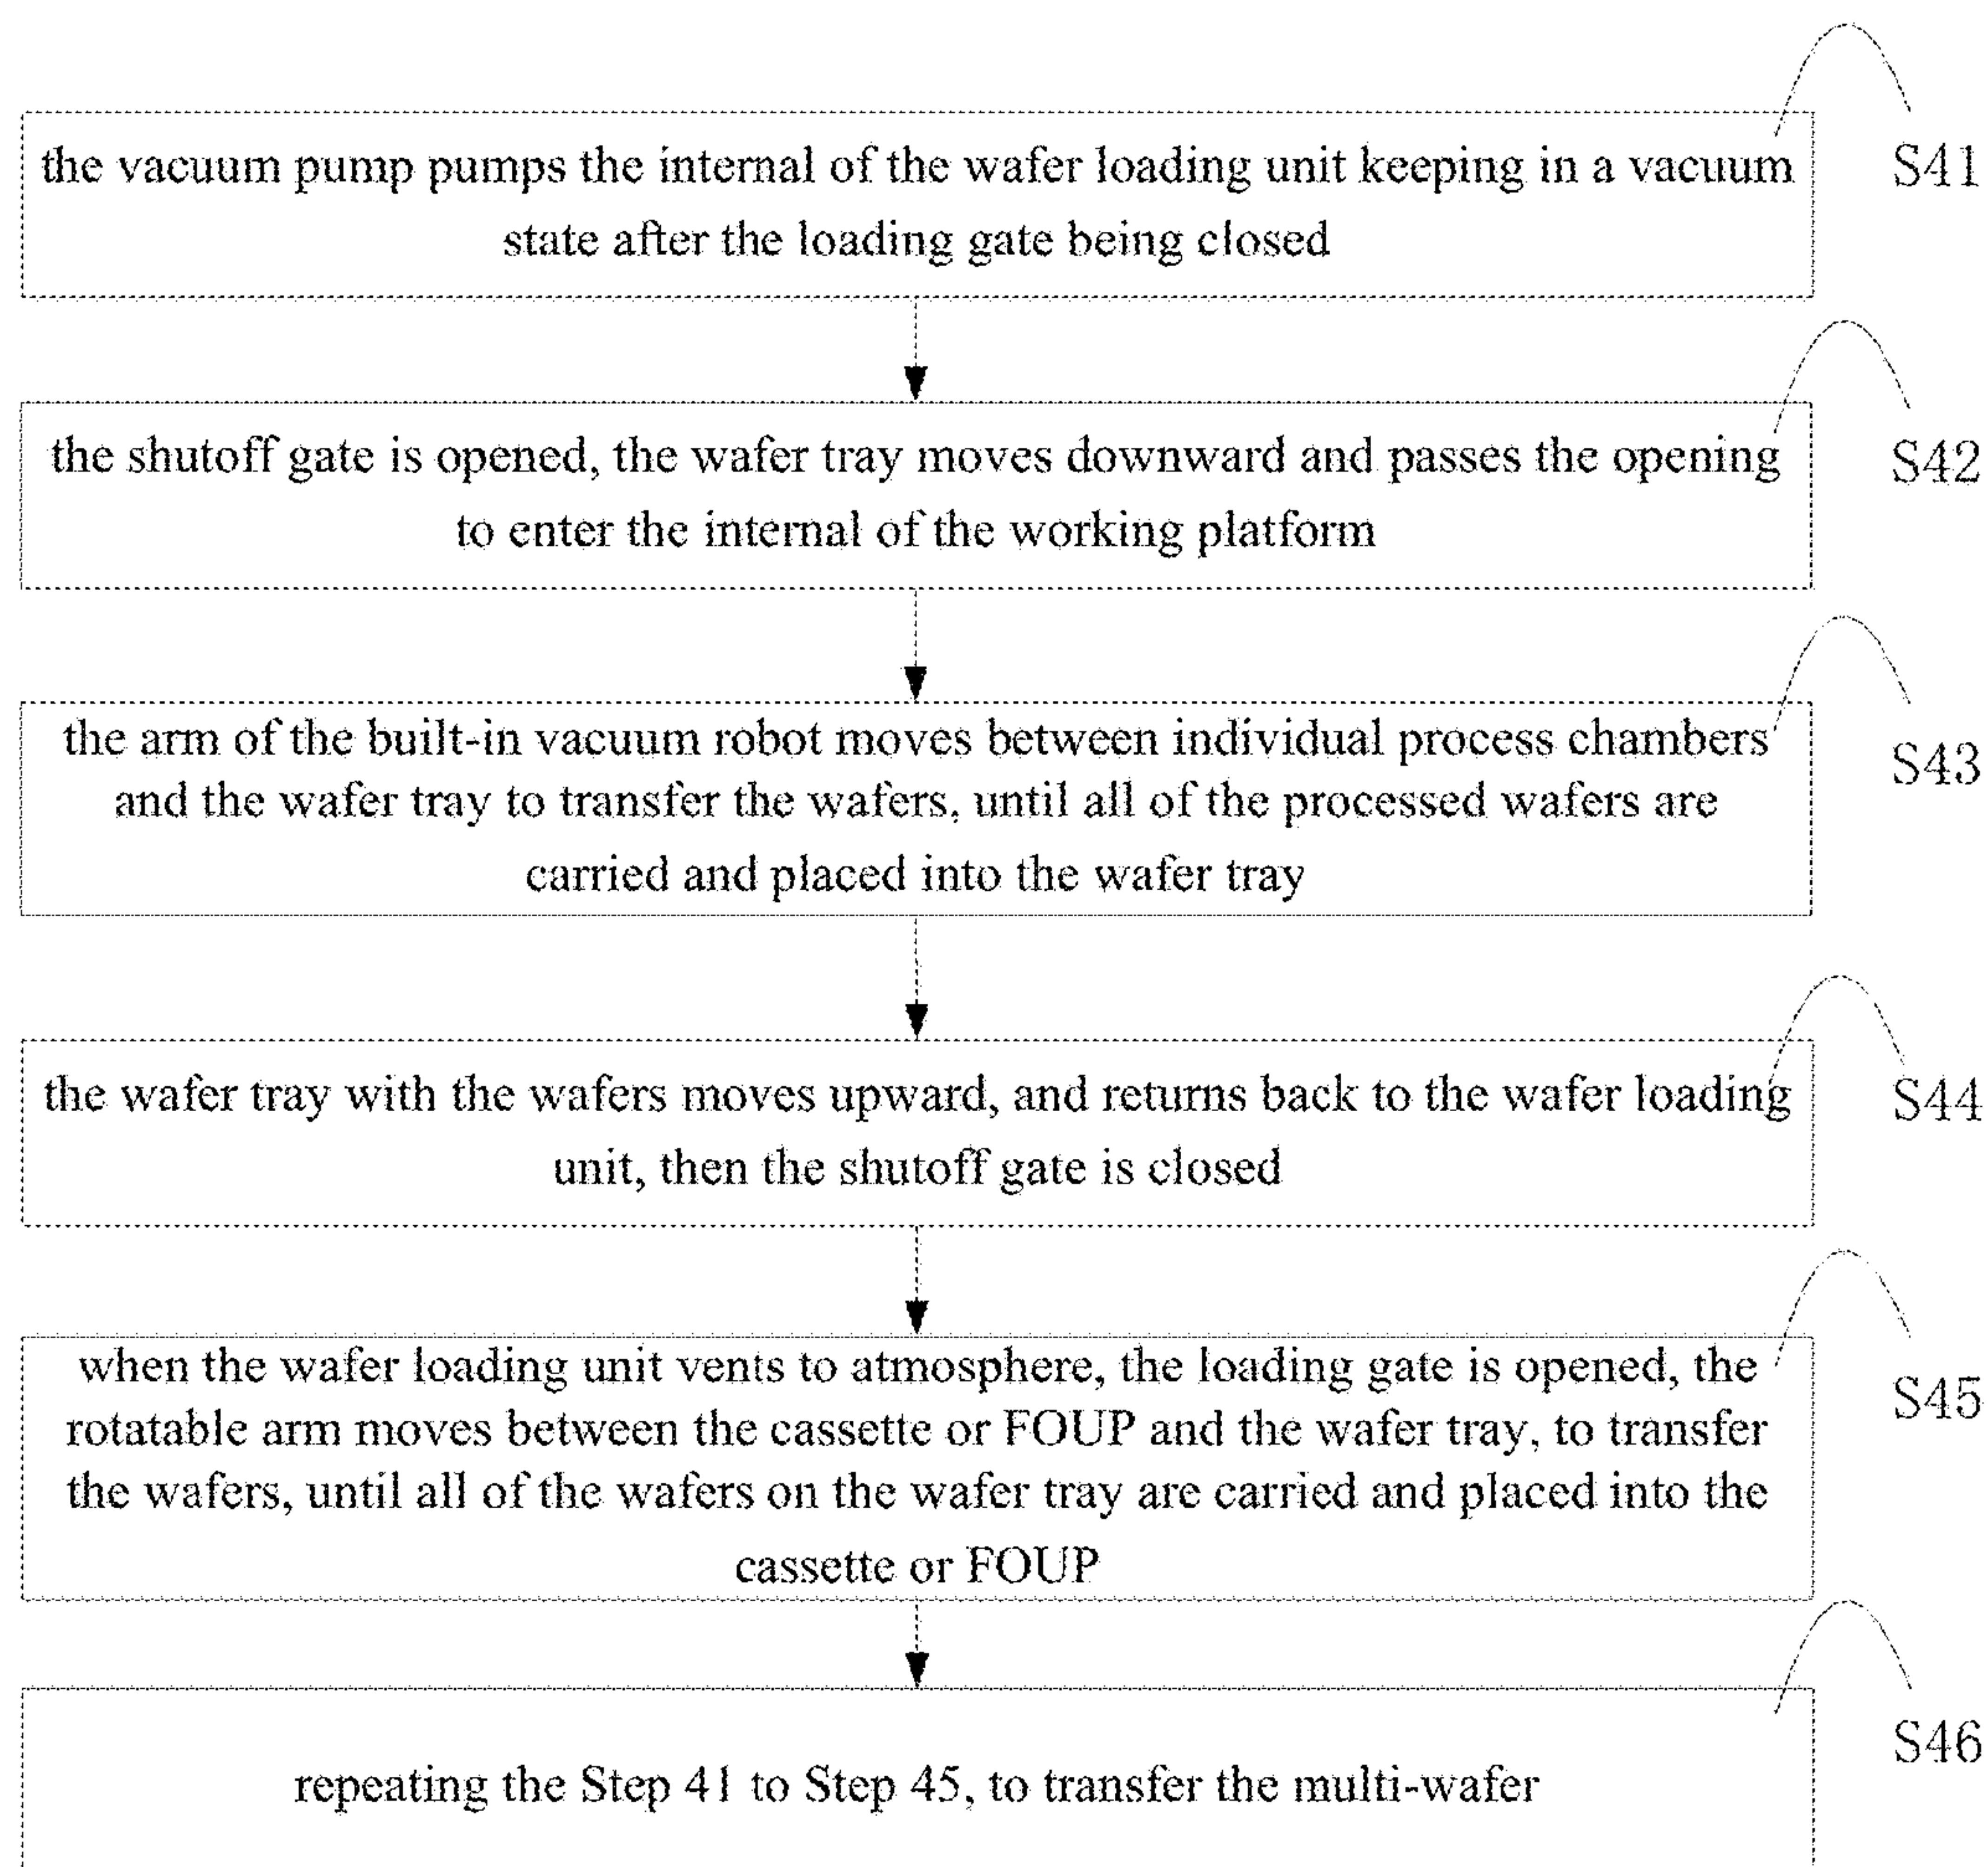 the vacuum pump pumps the internal of the wafer loading unit keeping in a vacuum
state after the loading gate being closed
S41
the shutoff gate is opened, the wafer tray moves downward and passes the opening
to enter the internal of the working platform
S42
the arm of the built-in vacuum robot moves between individual process chambers
and the wafer tray to transfer the wafers, until all of the processed wafers are
carried and placed into the wafer tray
S43
the wafer tray with the wafers moves upward, and returns back to the wafer loading
unit, then the shutoff gate is closed
S44
when the wafer loading unit vents to atmosphere, the loading gate is opened, the
rotatable arm moves between the cassette or FOUP and the wafer tray, to transfer
the wafers, until all of the wafers on the wafer tray are carried and placed into the
cassette or FOUP
S45
repeating the Step 41 to Step 45, to transfer the multi-wafer
S46